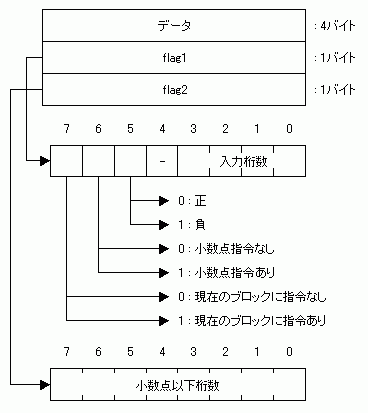 データ : 4バイト
flag1 : 1バイト
flag2 : 1バイト
7 6 5 4 3 2 1 0
- 入力桁数
0 : 正
1 : 負
0 : 小数点指令なし
1 : 小数点指令あり
0 : 現在のブロックに指令なし
1 : 現在のブロックに指令あり
7 6 5 4 3 2 1 0
小数点以下桁数